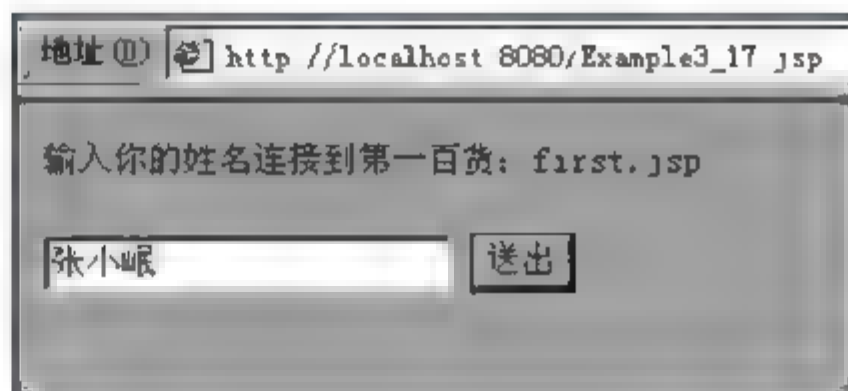 地址(D) http //localhost 8080/Example3_17 jsp
输入你的姓名连接到第一百货: first.jsp
张小岷 送出